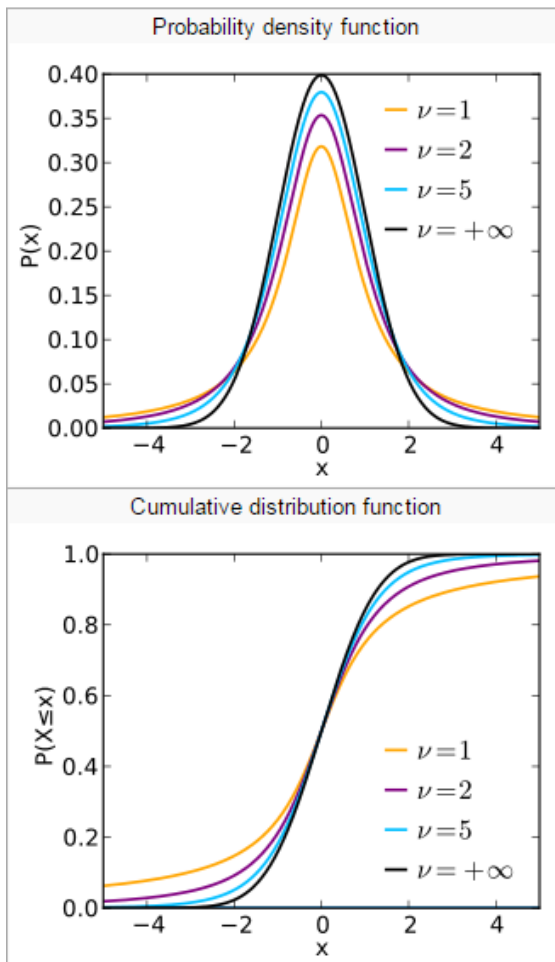 Probability density function
0.40
0.35
0.30
0.25
0.20
0.15
0.10
0.05
0.00
P(x)
ν=1
ν=2
ν=5
ν=+∞
−4 −2 0 2 4
x
Cumulative distribution function
1.0
0.8
0.6
0.4
0.2
0.0
P(X≤x)
ν=1
ν=2
ν=5
ν=+∞
−4 −2 0 2 4
x